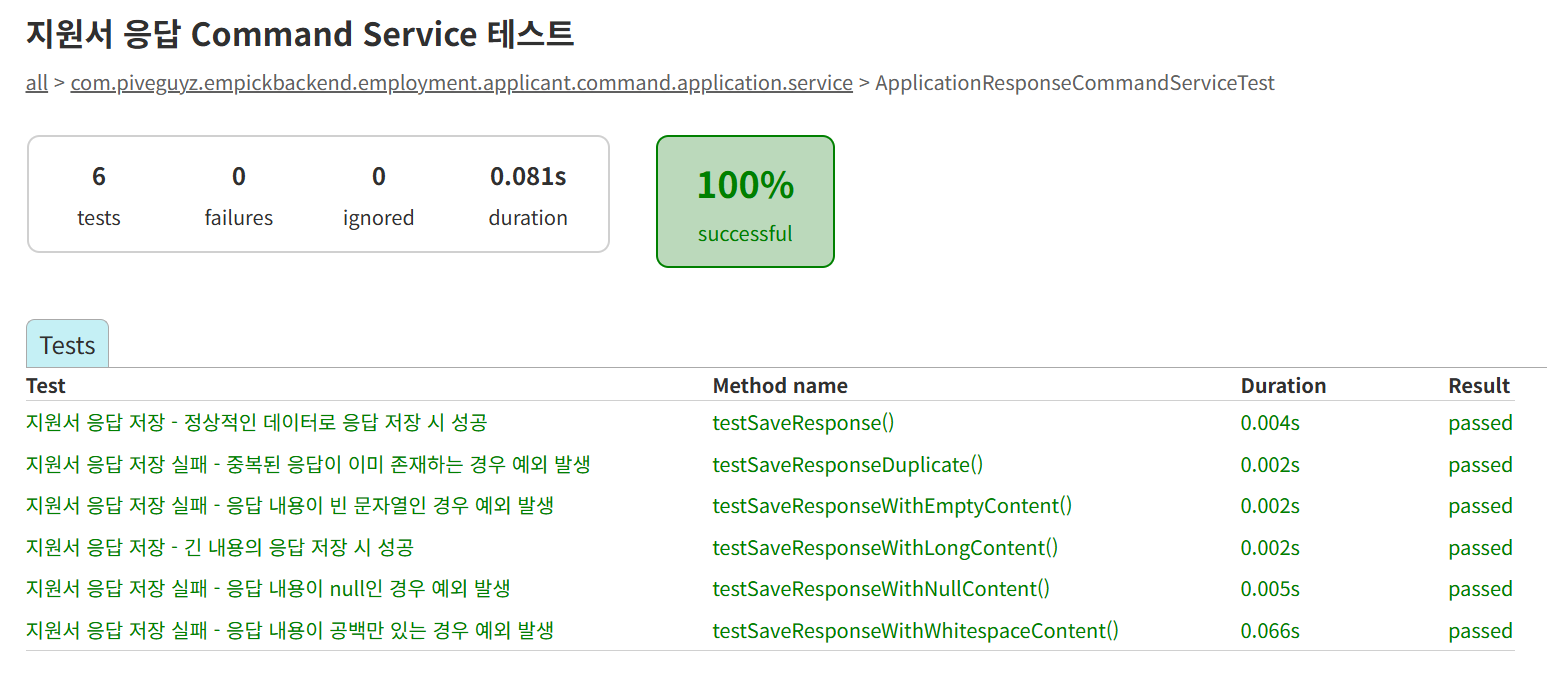 지원서 응답 Command Service 테스트
all > com.piveguyz.empickbackend.employment.applicant.command.application.service > ApplicationResponseCommandServiceTest
6 0 0 0.081s
tests failures ignored duration
100%
successful
Tests
Test Method name Duration Result
지원서 응답 저장 - 정상적인 데이터로 응답 저장 시 성공 testSaveResponse() 0.004s passed
지원서 응답 저장 실패 - 중복된 응답이 이미 존재하는 경우 예외 발생 testSaveResponseDuplicate() 0.002s passed
지원서 응답 저장 실패 - 응답 내용이 빈 문자열인 경우 예외 발생 testSaveResponseWithEmptyContent() 0.002s passed
지원서 응답 저장 - 긴 내용의 응답 저장 시 성공 testSaveResponseWithLongContent() 0.002s passed
지원서 응답 저장 실패 - 응답 내용이 null인 경우 예외 발생 testSaveResponseWithNullContent() 0.005s passed
지원서 응답 저장 실패 - 응답 내용이 공백만 있는 경우 예외 발생 testSaveResponseWithWhitespaceContent() 0.066s passed